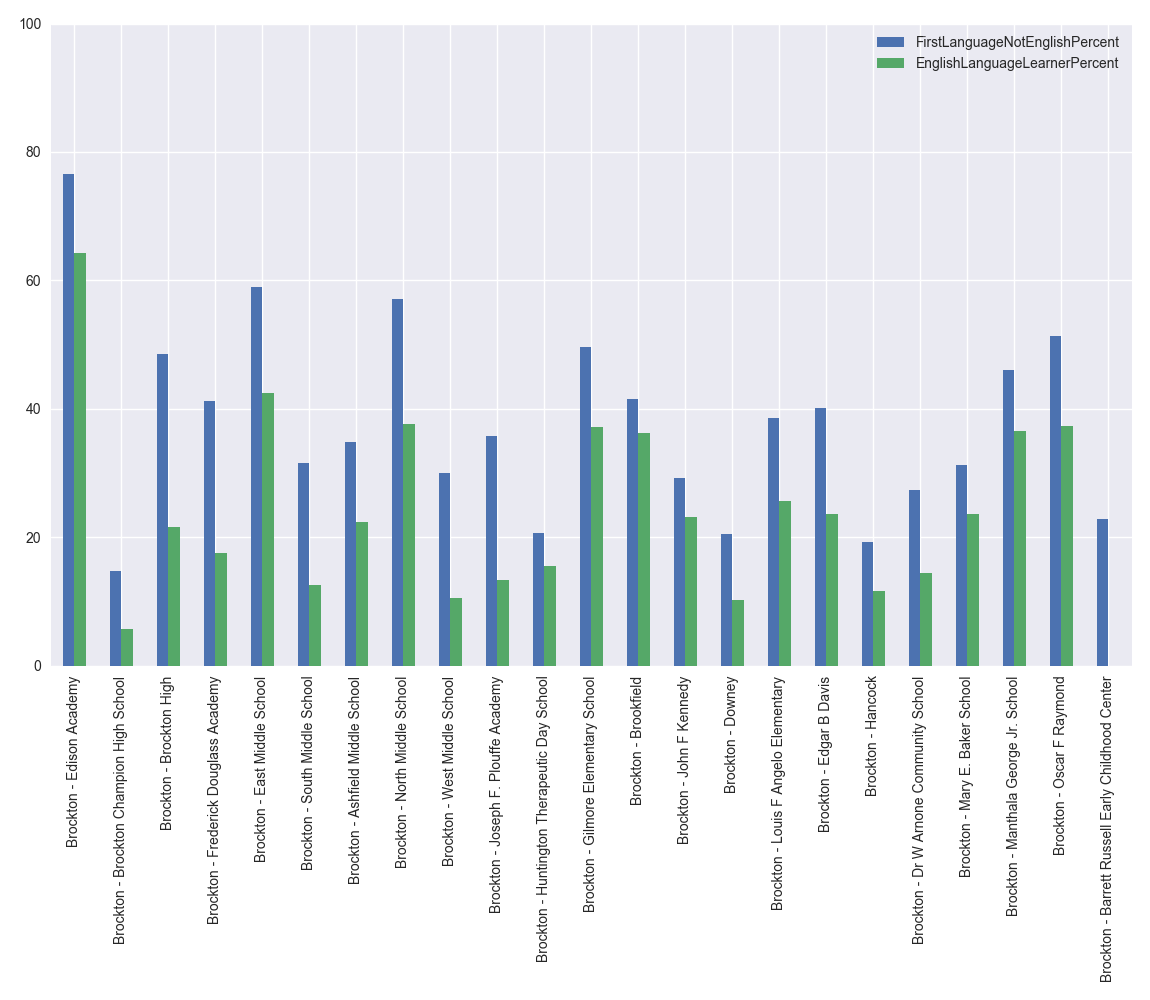 100
80
60
40
20
0
FirstLanguageNotEnglishPercent
EnglishLanguageLearnerPercent
Brockton - Edison Academy
Brockton - Brockton Champion High School
Brockton - Brockton High
Brockton - Frederick Douglass Academy
Brockton - East Middle School
Brockton - South Middle School
Brockton - Ashfield Middle School
Brockton - North Middle School
Brockton - West Middle School
Brockton - Joseph F. Plouffe Academy
Brockton - Huntington Therapeutic Day School
Brockton - Gilmore Elementary School
Brockton - Brookfield
Brockton - John F Kennedy
Brockton - Downey
Brockton - Louis F Angelo Elementary
Brockton - Edgar B Davis
Brockton - Hancock
Brockton - Dr W Arnone Community School
Brockton - Mary E. Baker School
Brockton - Manthala George Jr. School
Brockton - Oscar F Raymond
Brockton - Barrett Russell Early Childhood Center